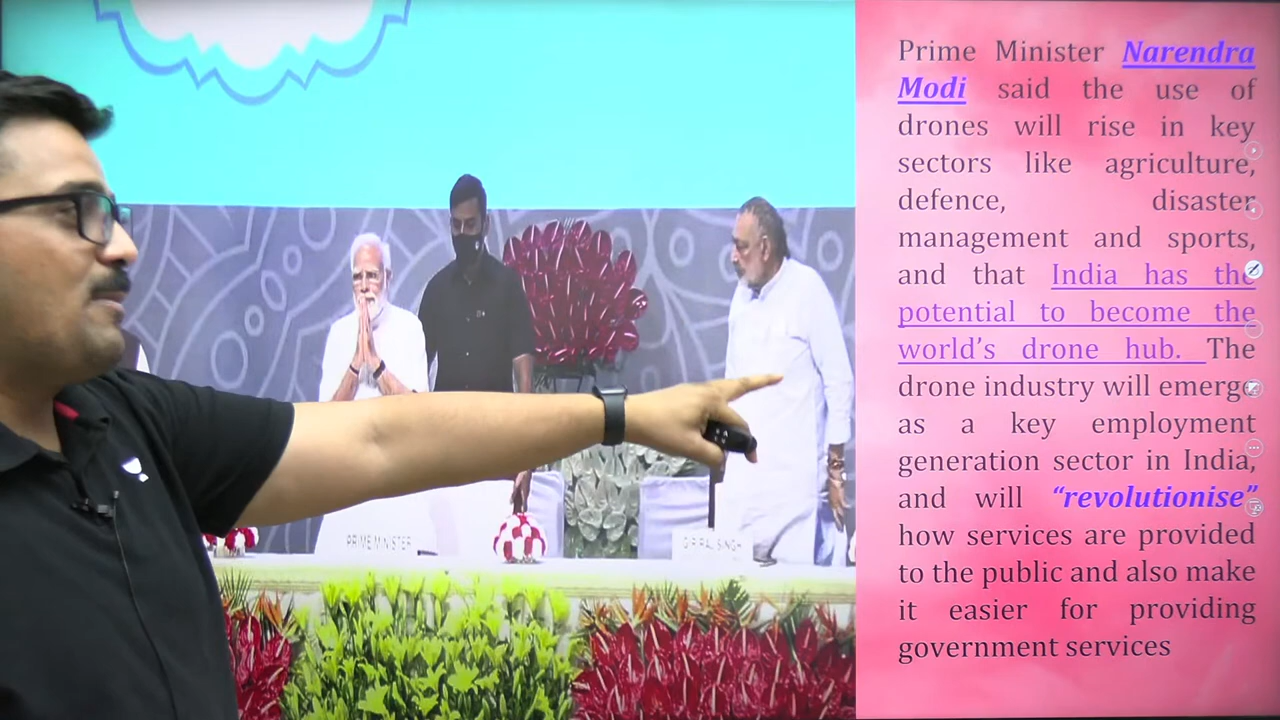 Prime Minister Narendra
Modi said the use of
drones will rise in key
sectors like agriculture,
defence, disaster
management and sports,
and that India has the
potential to become the
world's drone hub. The
drone industry will emerge
as a key employment
generation sector in India,
and will “revolutionise”
how services are provided
to the public and also make
it easier for providing
government services
PRIME MINISTER
GIRIRAJ SINGH